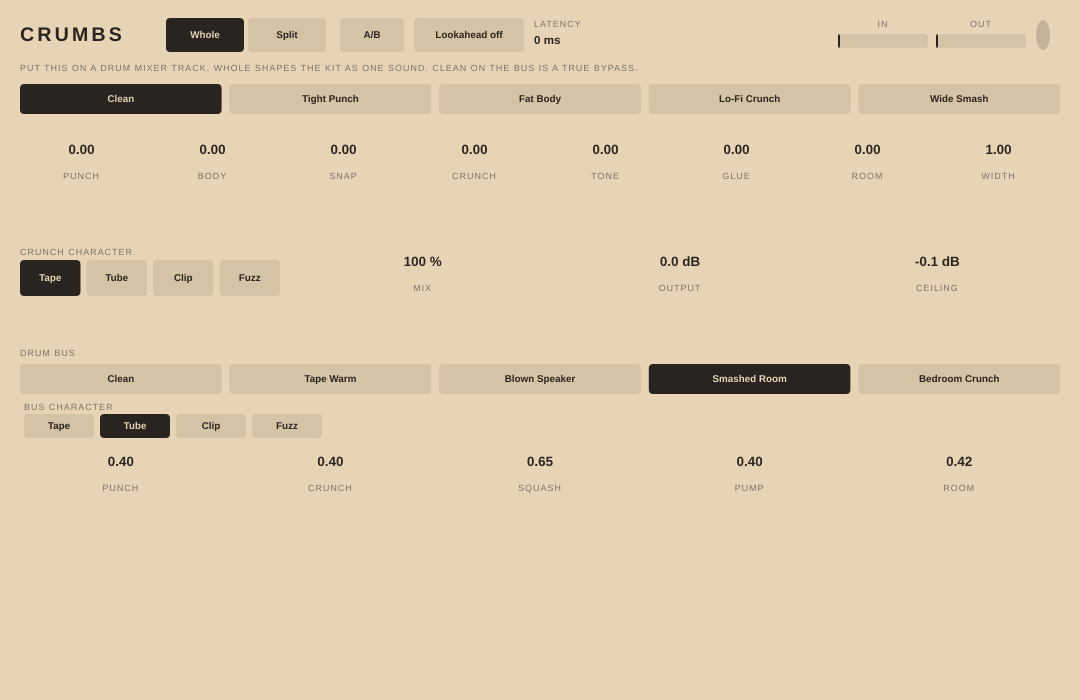 CRUMBS
Whole
Split
A/B
Lookahead off
LATENCY
0 ms
IN
OUT
PUT THIS ON A DRUM MIXER TRACK. WHOLE SHAPES THE KIT AS ONE SOUND. CLEAN ON THE BUS IS A TRUE BYPASS.
Clean
Tight Punch
Fat Body
Lo-Fi Crunch
Wide Smash
0.00 0.00 0.00 0.00 0.00 0.00 0.00 1.00
PUNCH BODY SNAP CRUNCH TONE GLUE ROOM WIDTH
CRUNCH CHARACTER
Tape
Tube
Clip
Fuzz
100 % 0.0 dB -0.1 dB
MIX OUTPUT CEILING
DRUM BUS
Clean
Tape Warm
Blown Speaker
Smashed Room
Bedroom Crunch
BUS CHARACTER
Tape
Tube
Clip
Fuzz
0.40 0.40 0.65 0.40 0.42
PUNCH CRUNCH SQUASH PUMP ROOM